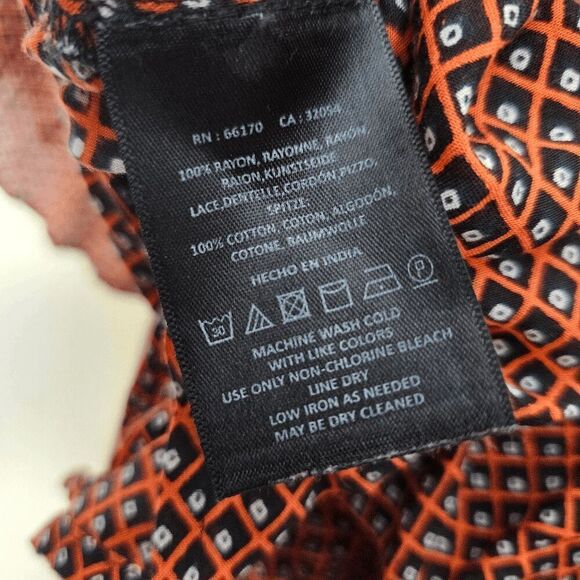 RN : 66170 CA : 32054
100% RAYON, RAYONNE, RAYÓN,
RAION,KUNSTSEIDE
LACE,DENTELLE,CORDÓN,PIZZO,
SPITZE
100% COTTON, COTON, ALGODÓN,
COTONE, BAUMWOLLE
HECHO EN INDIA
30 P
MACHINE WASH COLD
WITH LIKE COLORS
USE ONLY NON-CHLORINE BLEACH
LINE DRY
LOW IRON AS NEEDED
MAY BE DRY CLEANED